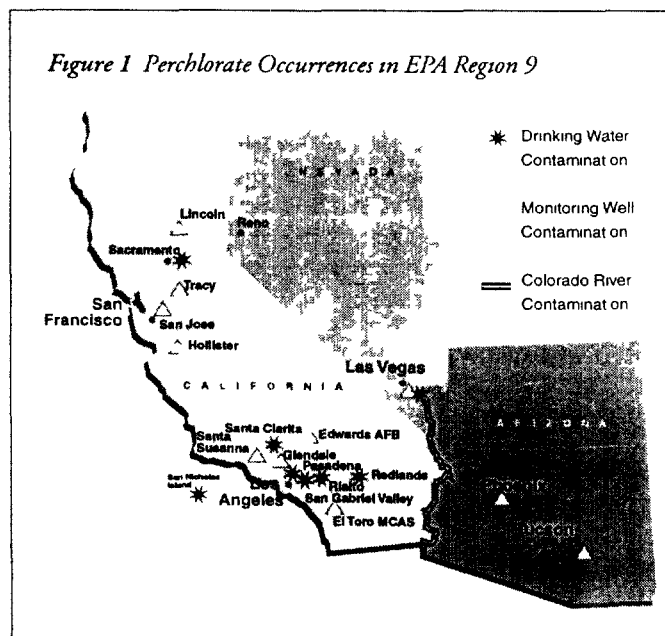 Figure 1 Perchlorate Occurrences in EPA Region 9
Drinking Water
Contaminat on
Monitoring Well
Contaminat on
Colorado River
Contaminat on
N E V A D A
Lincoln
Reno
Sacramento
Tracy
San
Francisco
San Jose
Hollister
Las Vegas
C A L I F O R N I A
A R I Z O N A
Santa Clarita
Edwards AFB
Santa
Susanna
Glendale
Pasadena
Redlands
San Nicholas
Island
Los
Angeles
Rialto
San Gabriel Valley
El Toro MCAS
Tucson